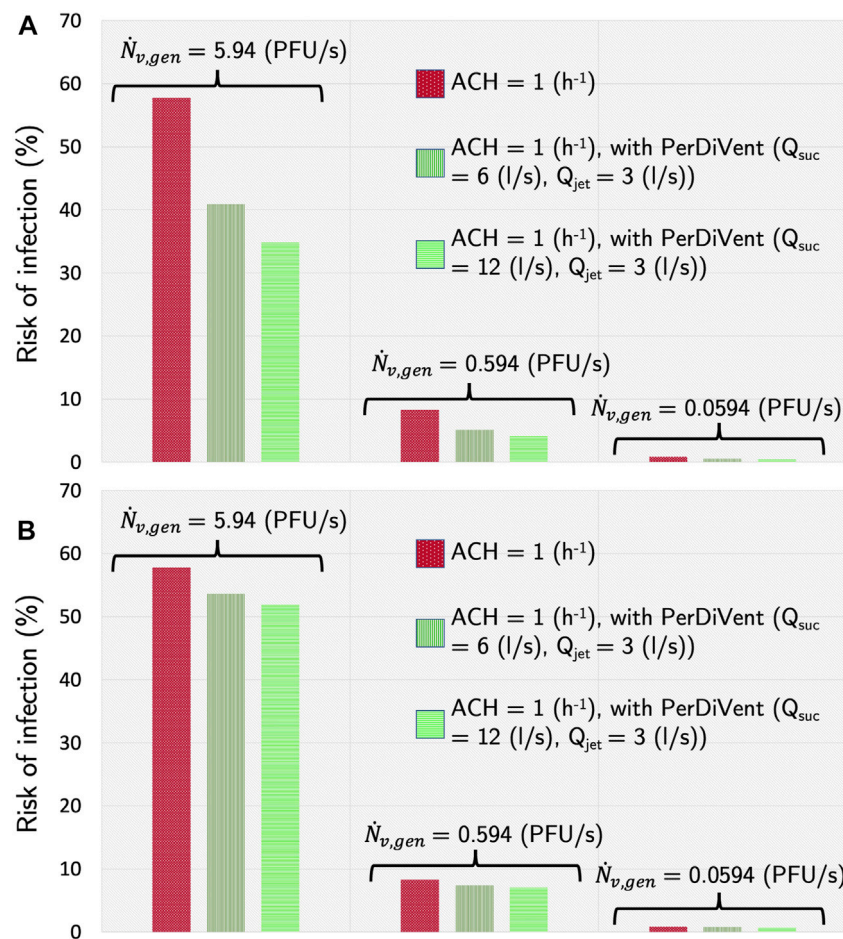 A
70
60
50
40
30
20
10
0
Risk of infection (%)
Ṅv,gen = 5.94 (PFU/s)
ACH = 1 (h-1)
ACH = 1 (h-1), with PerDiVent (Qsuc
= 6 (l/s), Qjet = 3 (l/s))
ACH = 1 (h-1), with PerDiVent (Qsuc
= 12 (l/s), Qjet = 3 (l/s))
Ṅv,gen = 0.594 (PFU/s)
Ṅv,gen = 0.0594 (PFU/s)
B
70
60
50
40
30
20
10
0
Risk of infection (%)
Ṅv,gen = 5.94 (PFU/s)
ACH = 1 (h-1)
ACH = 1 (h-1), with PerDiVent (Qsuc
= 6 (l/s), Qjet = 3 (l/s))
ACH = 1 (h-1), with PerDiVent (Qsuc
= 12 (l/s), Qjet = 3 (l/s))
Ṅv,gen = 0.594 (PFU/s)
Ṅv,gen = 0.0594 (PFU/s)